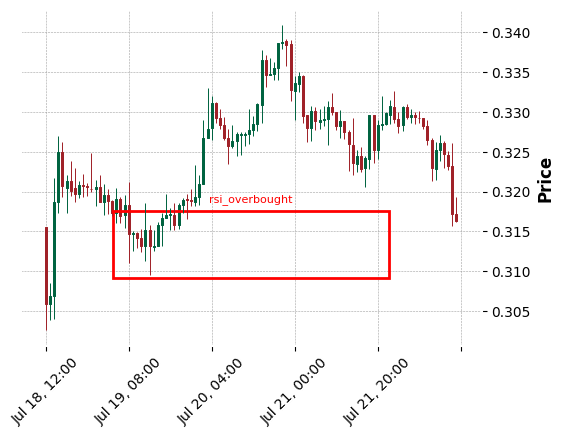 0.340
0.335
0.330
0.325
0.320
0.315
0.310
0.305
Price
rsi_overbought
Jul 18, 12:00
Jul 19, 08:00
Jul 20, 04:00
Jul 21, 00:00
Jul 21, 20:00